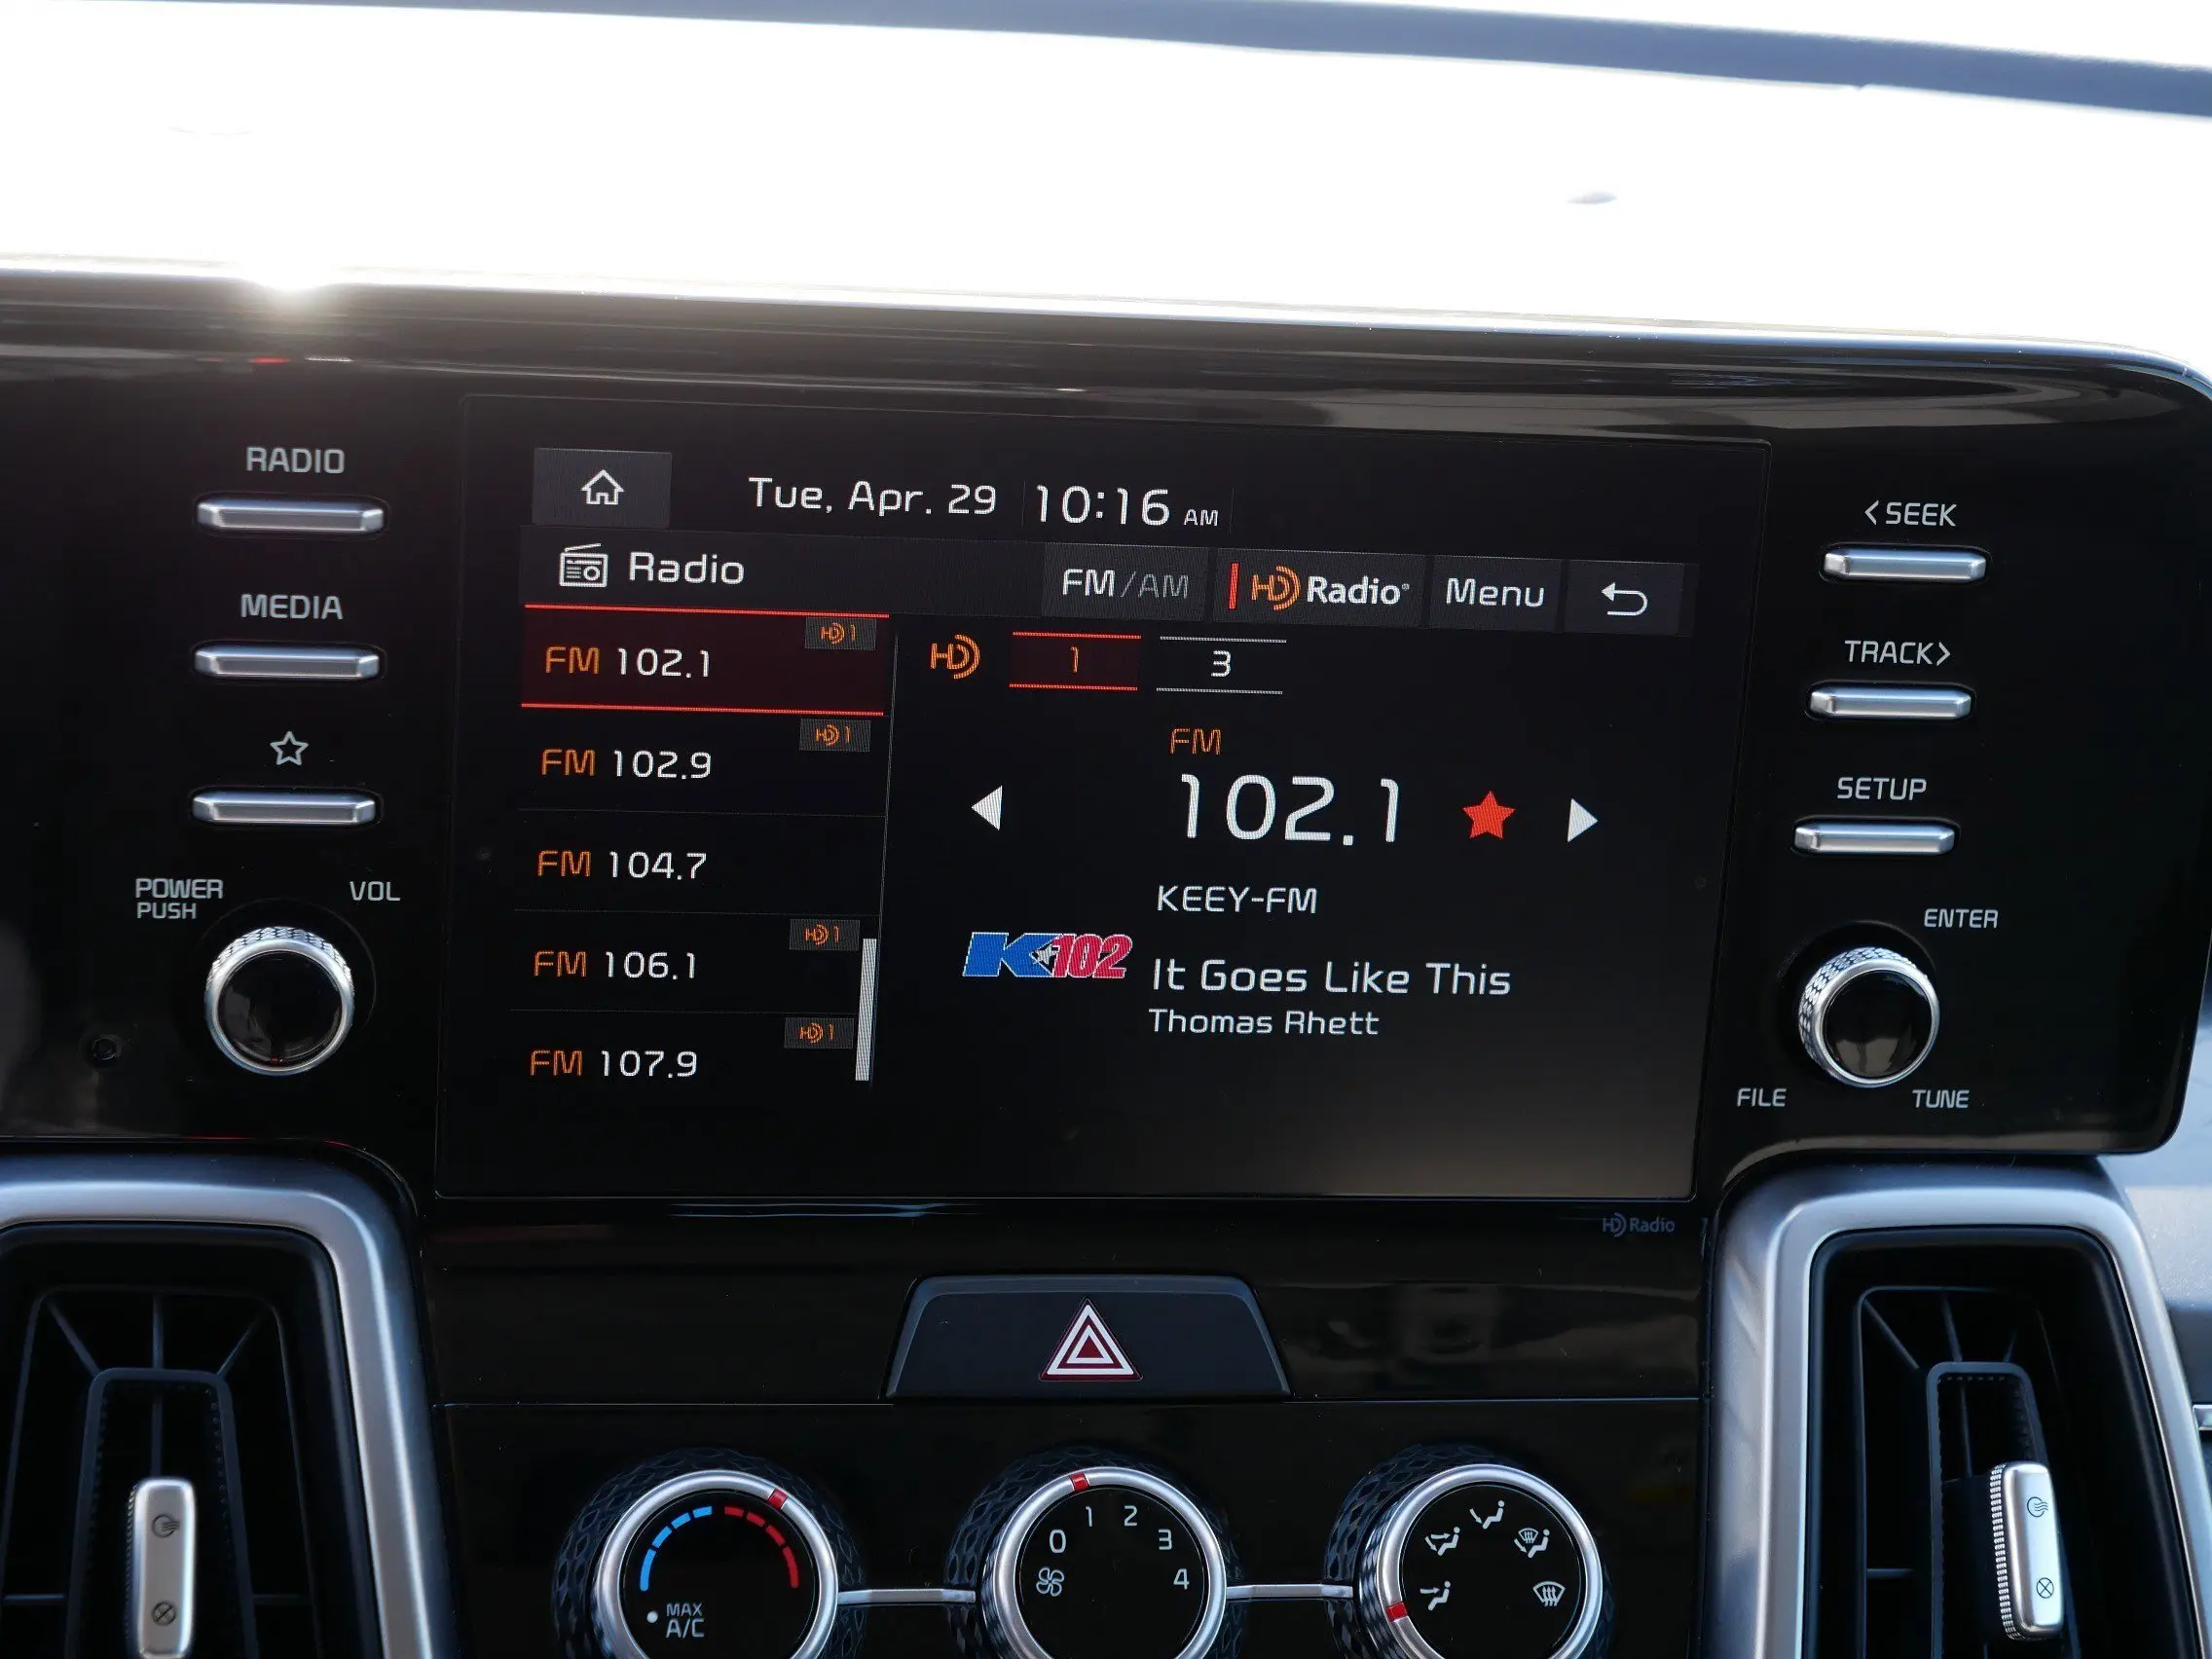 RADIO
MEDIA
POWER
PUSH
VOL
Tue, Apr. 29 10:16 AM
Radio
FM/AM
HD Radio®
Menu
FM 102.1 HD 1
FM 102.9 HD 1
FM 104.7
FM 106.1 HD 1
FM 107.9 HD 1
HD 1 3
FM
102.1
KEEY-FM
K102
It Goes Like This
Thomas Rhett
<SEEK
TRACK>
SETUP
ENTER
FILE
TUNE
HD Radio
MAX
A/C
0 1 2 3 4